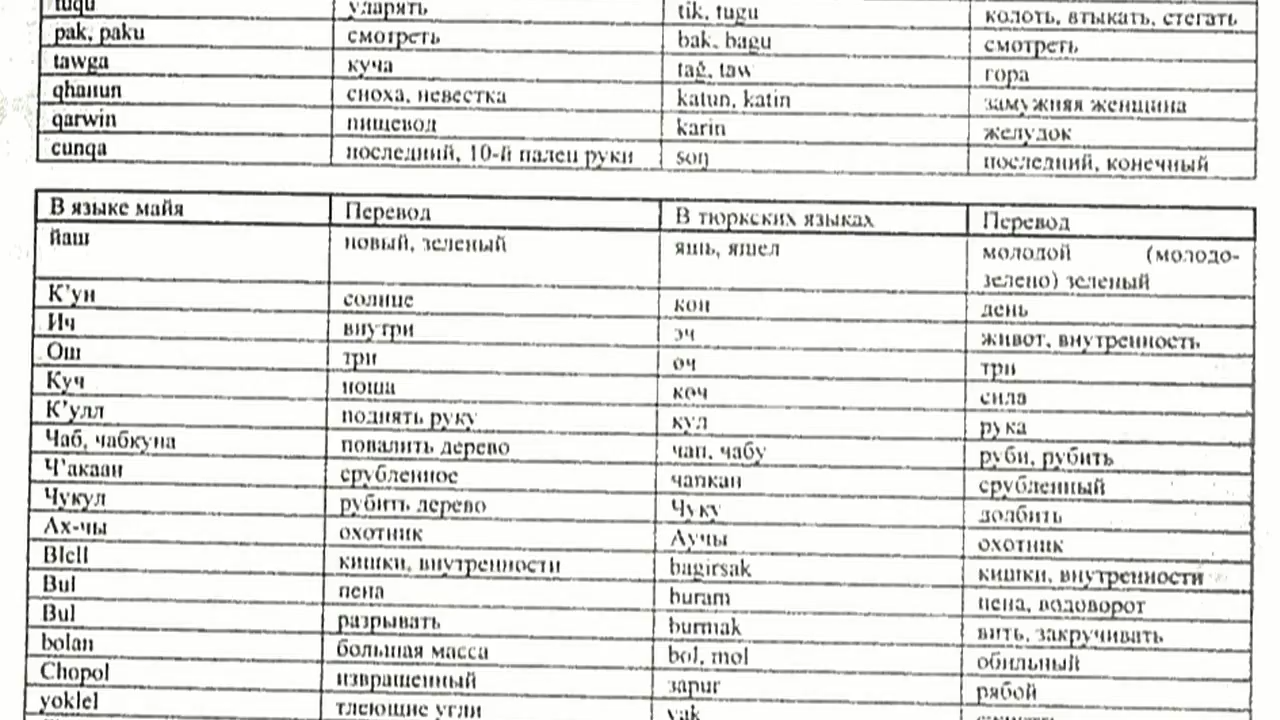 tuqu уларять tik, tugu колоть, втыкать, стегать
pak, paku смотреть bak, bagu смотреть
tawga куча tağ, taw гора
qhanun сноха, невестка katun, katin замужняя женщина
qarwin пищевод karin желудок
cunqa последний, 10-й палец руки soŋ последний, конечный
В языке майя Перевод В тюркских языках Перевод
йаш новый, зеленый яшь, яшел молодой (молодо-
зелено) зеленый
К’ун солнце кон день
Ич внутри эч живот, внутренность
Ош три оч три
Куч ноша коч сила
К’улл поднять руку кул рука
Чаб, чабкуна повалить дерево чап, чабу руби, рубить
Ч’акаан срубленное чапкан срубленный
Чукул рубить дерево Чуку долбить
Ах-чы охотник Аучы охотник
Blell кишки, внутренности bagirsak кишки, внутренности
Bul пена buram пена, водоворот
Bul разрывать burmak вить, закручивать
bolan большая масса bol, mol обильный
Chopol извращенный зapur рябой
yoklel тлеющие угли yak